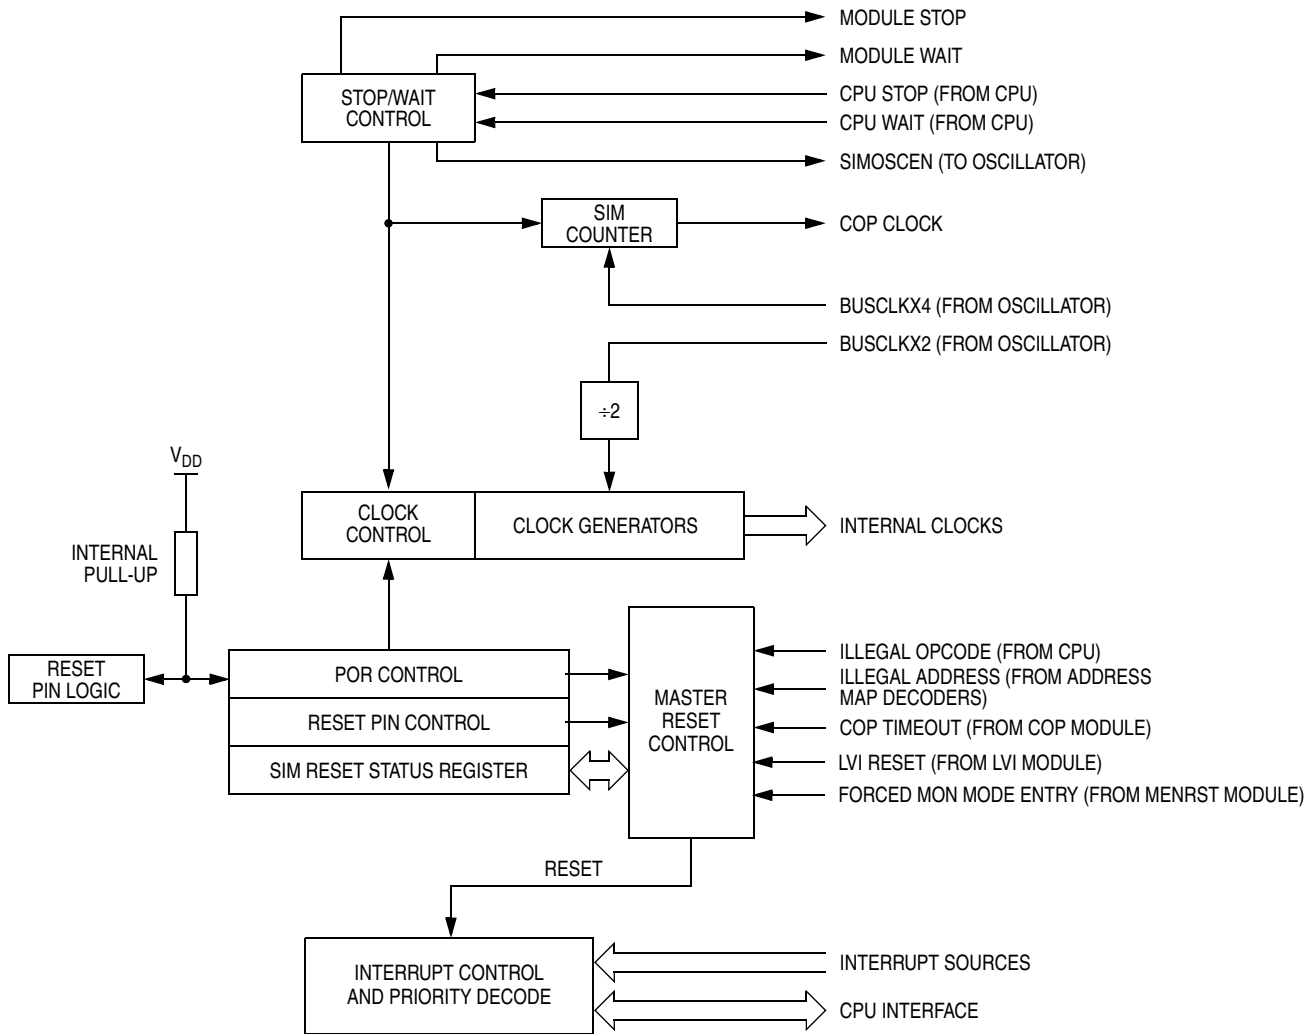 MODULE STOP
MODULE WAIT
STOP/WAIT
CONTROL
CPU STOP (FROM CPU)
CPU WAIT (FROM CPU)
SIMOSCEN (TO OSCILLATOR)
SIM
COUNTER
COP CLOCK
BUSCLKX4 (FROM OSCILLATOR)
BUSCLKX2 (FROM OSCILLATOR)
÷2
VDD
INTERNAL
PULL-UP
CLOCK
CONTROL
CLOCK GENERATORS
INTERNAL CLOCKS
RESET
PIN LOGIC
POR CONTROL
RESET PIN CONTROL
SIM RESET STATUS REGISTER
MASTER
RESET
CONTROL
ILLEGAL OPCODE (FROM CPU)
ILLEGAL ADDRESS (FROM ADDRESS
MAP DECODERS)
COP TIMEOUT (FROM COP MODULE)
LVI RESET (FROM LVI MODULE)
FORCED MON MODE ENTRY (FROM MENRST MODULE)
RESET
INTERRUPT CONTROL
AND PRIORITY DECODE
INTERRUPT SOURCES
CPU INTERFACE